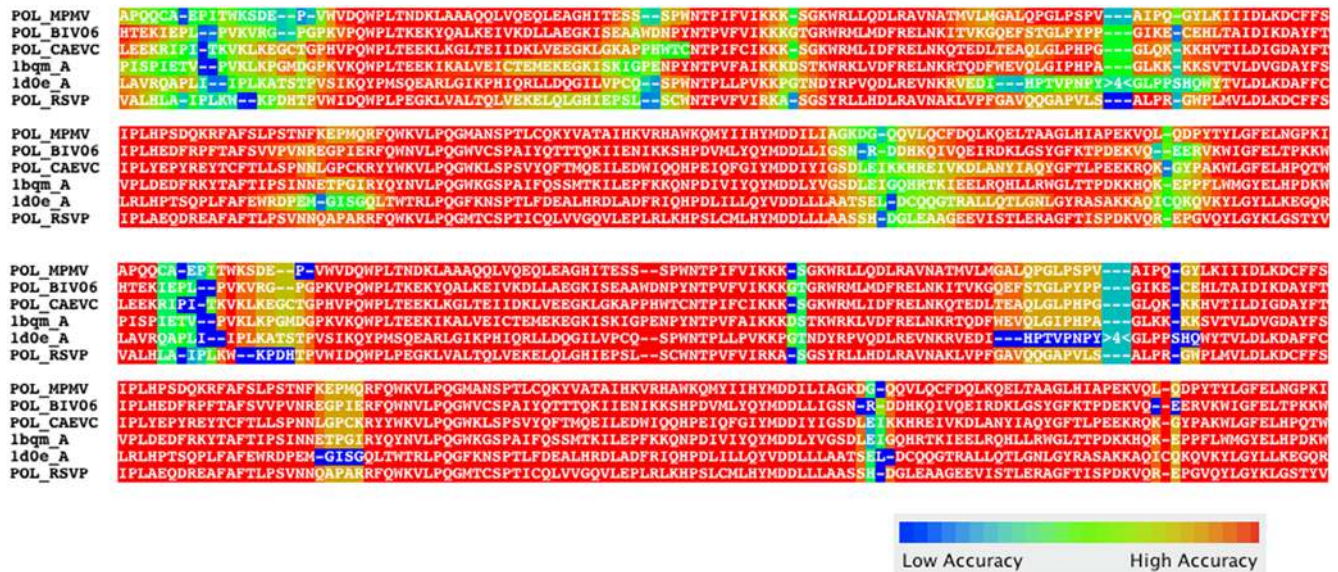 POL_MPMV APQQCA-EPITWKSDE--P-VWVDQWPLTNDKLAAAQQLVQEQLEAGHITESS--SPWNTPIFVIKKK-SGKWRLLQDLRAVNATMVLMGALQPGLPSPV---AIPQ-GYLKIIIDLKDCFFS
POL_BIV06 HTEKIEPL--PVKVRG--PGPKVPQWPLTKEKYQALKEIVKDLLAEGKISEAAWDNPYNTPVFVIKKKGTGRWRMLMDFRELNKITVKGQEFSTGLPYPP---GIKE-CEHLTAIDIKDAYFT
POL_CAEVC LEEKRIPI-TKVKLKEGCTGPHVPQWPLTEEKLKGLTEIIDKLVEEGKLGKAPPHWTCNTPIFCIKKK-SGKWRMLIDFRELNKQTEDLTEAQLGLPHPG---GLQK-KKHVTILDIGDAYFT
1bqm_A PISPIETV--PVKLKPGMDGPKVKQWPLTEEKIKALVEICTEMEKEGKISKIGPENPYNTPVFAIKKKDSTKWRKLVDFRELNKRTQDFWEVQLGIPHPA---GLKK-KKSVTVLDVGDAYFS
1d0e_A LAVRQAPLI--IPLKATSTPVSIKQYPMSQEARLGIKPHIQRLLDQGILVPCQ--SPWNTPLLPVKKPGTNDYRPVQDLREVNKRVEDI---HPTVPNPY>4<GLPPSHQWYTVLDLKDAFFC
POL_RSVP VALHLA-IPLKW--KPDHTPVWIDQWPLPEGKLVALTQLVEKELQLGHIEPSL--SCWNTPVFVIRKA-SGSYRLLHDLRAVNAKLVPFGAVQQGAPVLS---ALPR-GWPLMVLDLKDCFFS
POL_MPMV IPLHPSDQKRFAFSLPSTNFKEPMQRFQWKVLPQGMANSPTLCQKYVATAIHKVRHAWKQMYIIHYMDDILIAGKDG-QQVLQCFDQLKQELTAAGLHIAPEKVQL-QDPYTYLGFELNGPKI
POL_BIV06 IPLHEDFRPFTAFSVVPVNREGPIERFQWNVLPQGWVCSPAIYQTTTQKIIENIKKSHPDVMLYQYMDDLLIGSN-R-DDHKQIVQEIRDKLGSYGFKTPDEKVQ--EERVKWIGFELTPKKW
POL_CAEVC IPLYEPYREYTCFTLLSPNNLGPCKRYYWKVLPQGWKLSPSVYQFTMQEILEDWIQQHPEIQFGIYMDDLYIGSDLEIKKHREIVKDLANYIAQYGFTLPEEKRQK-GYPAKWLGFELHPQTW
1bqm_A VPLDEDFRKYTAFTIPSINNETPGIRYQYNVLPQGWKGSPAIFQSSMTKILEPFKKQNPDIVIYQYMDDLYVGSDLEIGQHRTKIEELRQHLLRWGLTTPDKKHQK-EPPFLWMGYELHPDKW
1d0e_A LRLHPTSQPLFAFEWRDPEM-GISGQLTWTRLPQGFKNSPTLFDEALHRDLADFRIQHPDLILLQYVDDLLLAATSEL-DCQQGTRALLQTLGNLGYRASAKKAQICQKQVKYLGYLLKEGQR
POL_RSVP IPLAEQDREAFAFTLPSVNNQAPARRFQWKVLPQGMTCSPTICQLVVGQVLEPLRLKHPSLCMLHYMDDLLLAASSH-DGLEAAGEEVISTLERAGFTISPDKVQR-EPGVQYLGYKLGSTYV
POL_MPMV APQQCA-EPITWKSDE--P-VWVDQWPLTNDKLAAAQQLVQEQLEAGHITESS--SPWNTPIFVIKKK-SGKWRLLQDLRAVNATMVLMGALQPGLPSPV---AIPQ-GYLKIIIDLKDCFFS
POL_BIV06 HTEKIEPL--PVKVRG--PGPKVPQWPLTKEKYQALKEIVKDLLAEGKISEAAWDNPYNTPVFVIKKKGTGRWRMLMDFRELNKITVKGQEFSTGLPYPP---GIKE-CEHLTAIDIKDAYFT
POL_CAEVC LEEKRIPI-TKVKLKEGCTGPHVPQWPLTEEKLKGLTEIIDKLVEEGKLGKAPPHWTCNTPIFCIKKK-SGKWRMLIDFRELNKQTEDLTEAQLGLPHPG---GLQK-KKHVTILDIGDAYFT
1bqm_A PISPIETV--PVKLKPGMDGPKVKQWPLTEEKIKALVEICTEMEKEGKISKIGPENPYNTPVFAIKKKDSTKWRKLVDFRELNKRTQDFWEVQLGIPHPA---GLKK-KKSVTVLDVGDAYFS
1d0e_A LAVRQAPLI--IPLKATSTPVSIKQYPMSQEARLGIKPHIQRLLDQGILVPCQ--SPWNTPLLPVKKPGTNDYRPVQDLREVNKRVEDI---HPTVPNPY>4<GLPPSHQWYTVLDLKDAFFC
POL_RSVP VALHLA-IPLKW--KPDHTPVWIDQWPLPEGKLVALTQLVEKELQLGHIEPSL--SCWNTPVFVIRKA-SGSYRLLHDLRAVNAKLVPFGAVQQGAPVLS---ALPR-GWPLMVLDLKDCFFS
POL_MPMV IPLHPSDQKRFAFSLPSTNFKEPMQRFQWKVLPQGMANSPTLCQKYVATAIHKVRHAWKQMYIIHYMDDILIAGKDG-QQVLQCFDQLKQELTAAGLHIAPEKVQL-QDPYTYLGFELNGPKI
POL_BIV06 IPLHEDFRPFTAFSVVPVNREGPIERFQWNVLPQGWVCSPAIYQTTTQKIIENIKKSHPDVMLYQYMDDLLIGSN-R-DDHKQIVQEIRDKLGSYGFKTPDEKVQ--EERVKWIGFELTPKKW
POL_CAEVC IPLYEPYREYTCFTLLSPNNLGPCKRYYWKVLPQGWKLSPSVYQFTMQEILEDWIQQHPEIQFGIYMDDLYIGSDLEIKKHREIVKDLANYIAQYGFTLPEEKRQK-GYPAKWLGFELHPQTW
1bqm_A VPLDEDFRKYTAFTIPSINNETPGIRYQYNVLPQGWKGSPAIFQSSMTKILEPFKKQNPDIVIYQYMDDLYVGSDLEIGQHRTKIEELRQHLLRWGLTTPDKKHQK-EPPFLWMGYELHPDKW
1d0e_A LRLHPTSQPLFAFEWRDPEM-GISGQLTWTRLPQGFKNSPTLFDEALHRDLADFRIQHPDLILLQYVDDLLLAATSEL-DCQQGTRALLQTLGNLGYRASAKKAQICQKQVKYLGYLLKEGQR
POL_RSVP IPLAEQDREAFAFTLPSVNNQAPARRFQWKVLPQGMTCSPTICQLVVGQVLEPLRLKHPSLCMLHYMDDLLLAASSH-DGLEAAGEEVISTLERAGFTISPDKVQR-EPGVQYLGYKLGSTYV
Low Accuracy High Accuracy